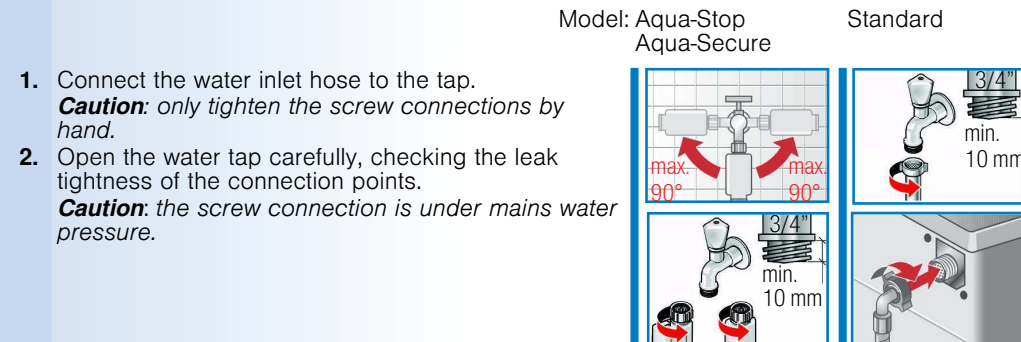 Model: Aqua-Stop Standard
Aqua-Secure
1. Connect the water inlet hose to the tap.
Caution: only tighten the screw connections by
hand.
2. Open the water tap carefully, checking the leak
tightness of the connection points.
Caution: the screw connection is under mains water
pressure.
max.
90°
max.
90°
3/4"
min.
10 mm
3/4"
min.
10 mm